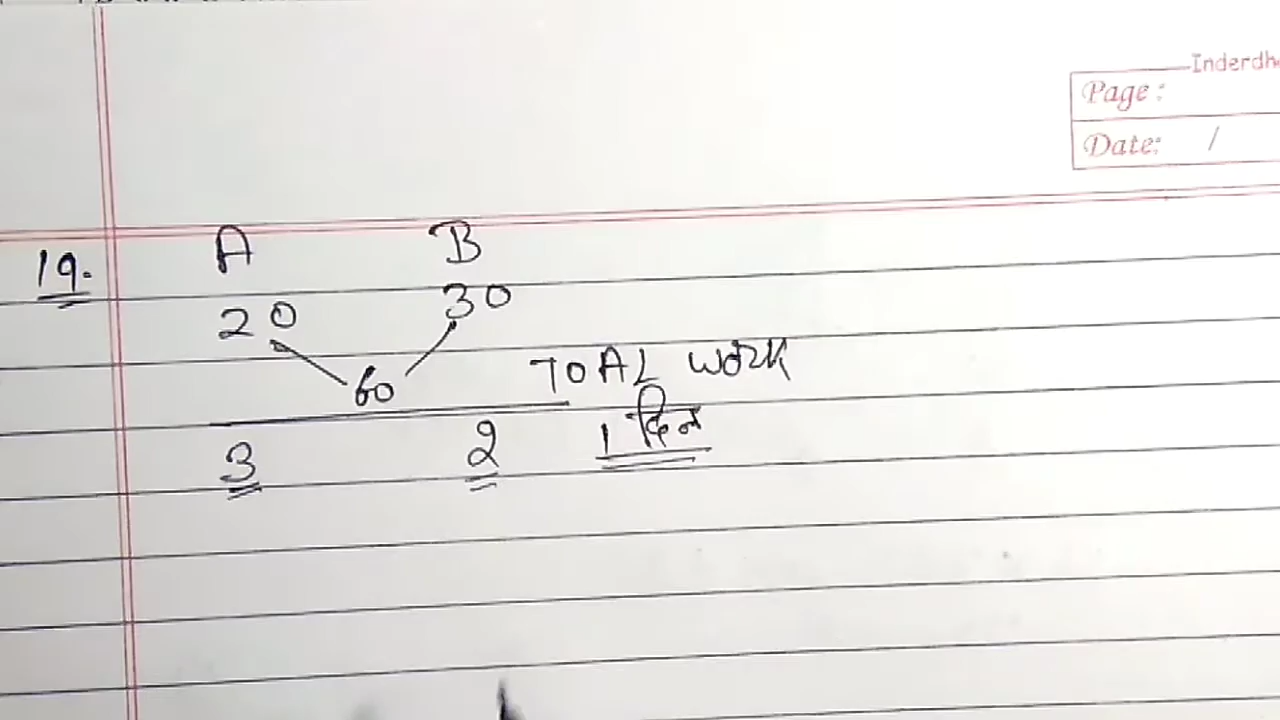 Inderdh
Page :
Date: /
19. A B
20 30
60 TOAL WORK
3 2 1 दिन